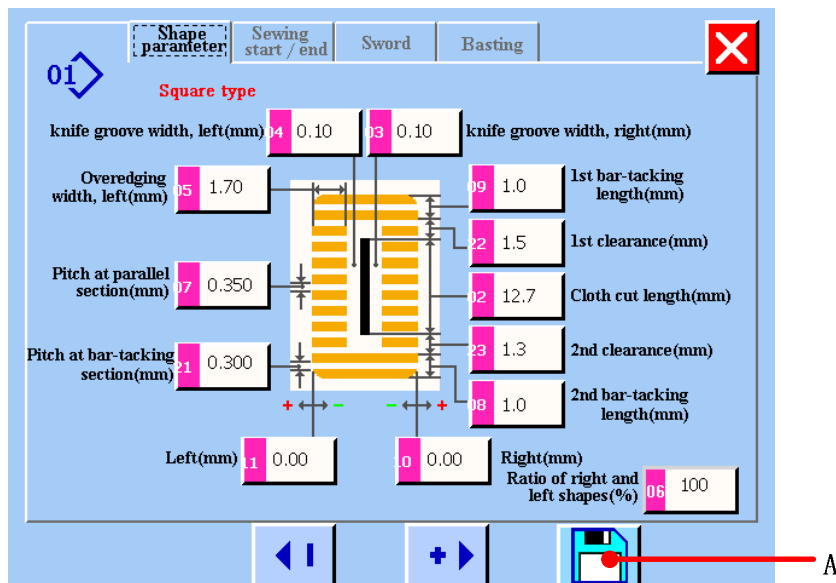 Shape
parameter
Sewing
start / end
Sword
Basting
01
Square type
knife groove width, left(mm)
04 0.10
03 0.10
knife groove width, right(mm)
Overedging
width, left(mm)
05 1.70
09 1.0
1st bar-tacking
length(mm)
22 1.5
1st clearance(mm)
Pitch at parallel
section(mm)
07 0.350
02 12.7
Cloth cut length(mm)
Pitch at bar-tacking
section(mm)
21 0.300
23 1.3
2nd clearance(mm)
08 1.0
2nd bar-tacking
length(mm)
+ - - +
Left(mm)
11 0.00
10 0.00
Right(mm)
Ratio of right and
left shapes(%)
06 100
A